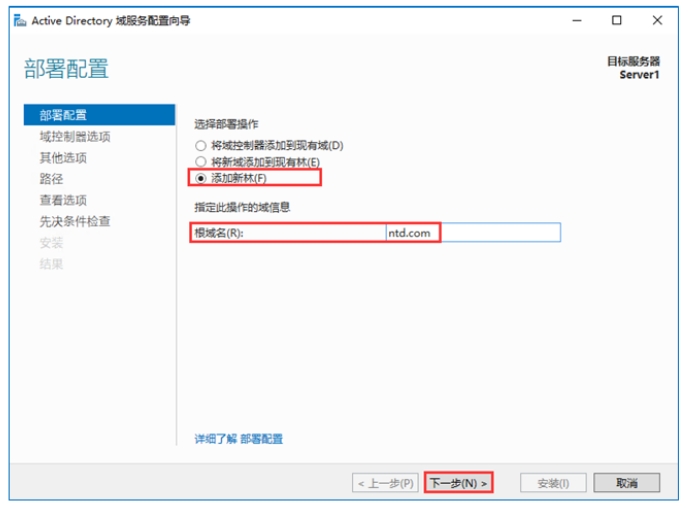 Active Directory 域服务配置向导
部署配置
目标服务器
Server1
部署配置
域控制器选项
其他选项
路径
查看选项
先决条件检查
安装
结果
选择部署操作
将域控制器添加到现有域(D)
将新域添加到现有林(E)
添加新林(F)
指定此操作的域信息
根域名(R): ntd.com
详细了解 部署配置
< 上一步(P) 下一步(N) > 安装(I) 取消